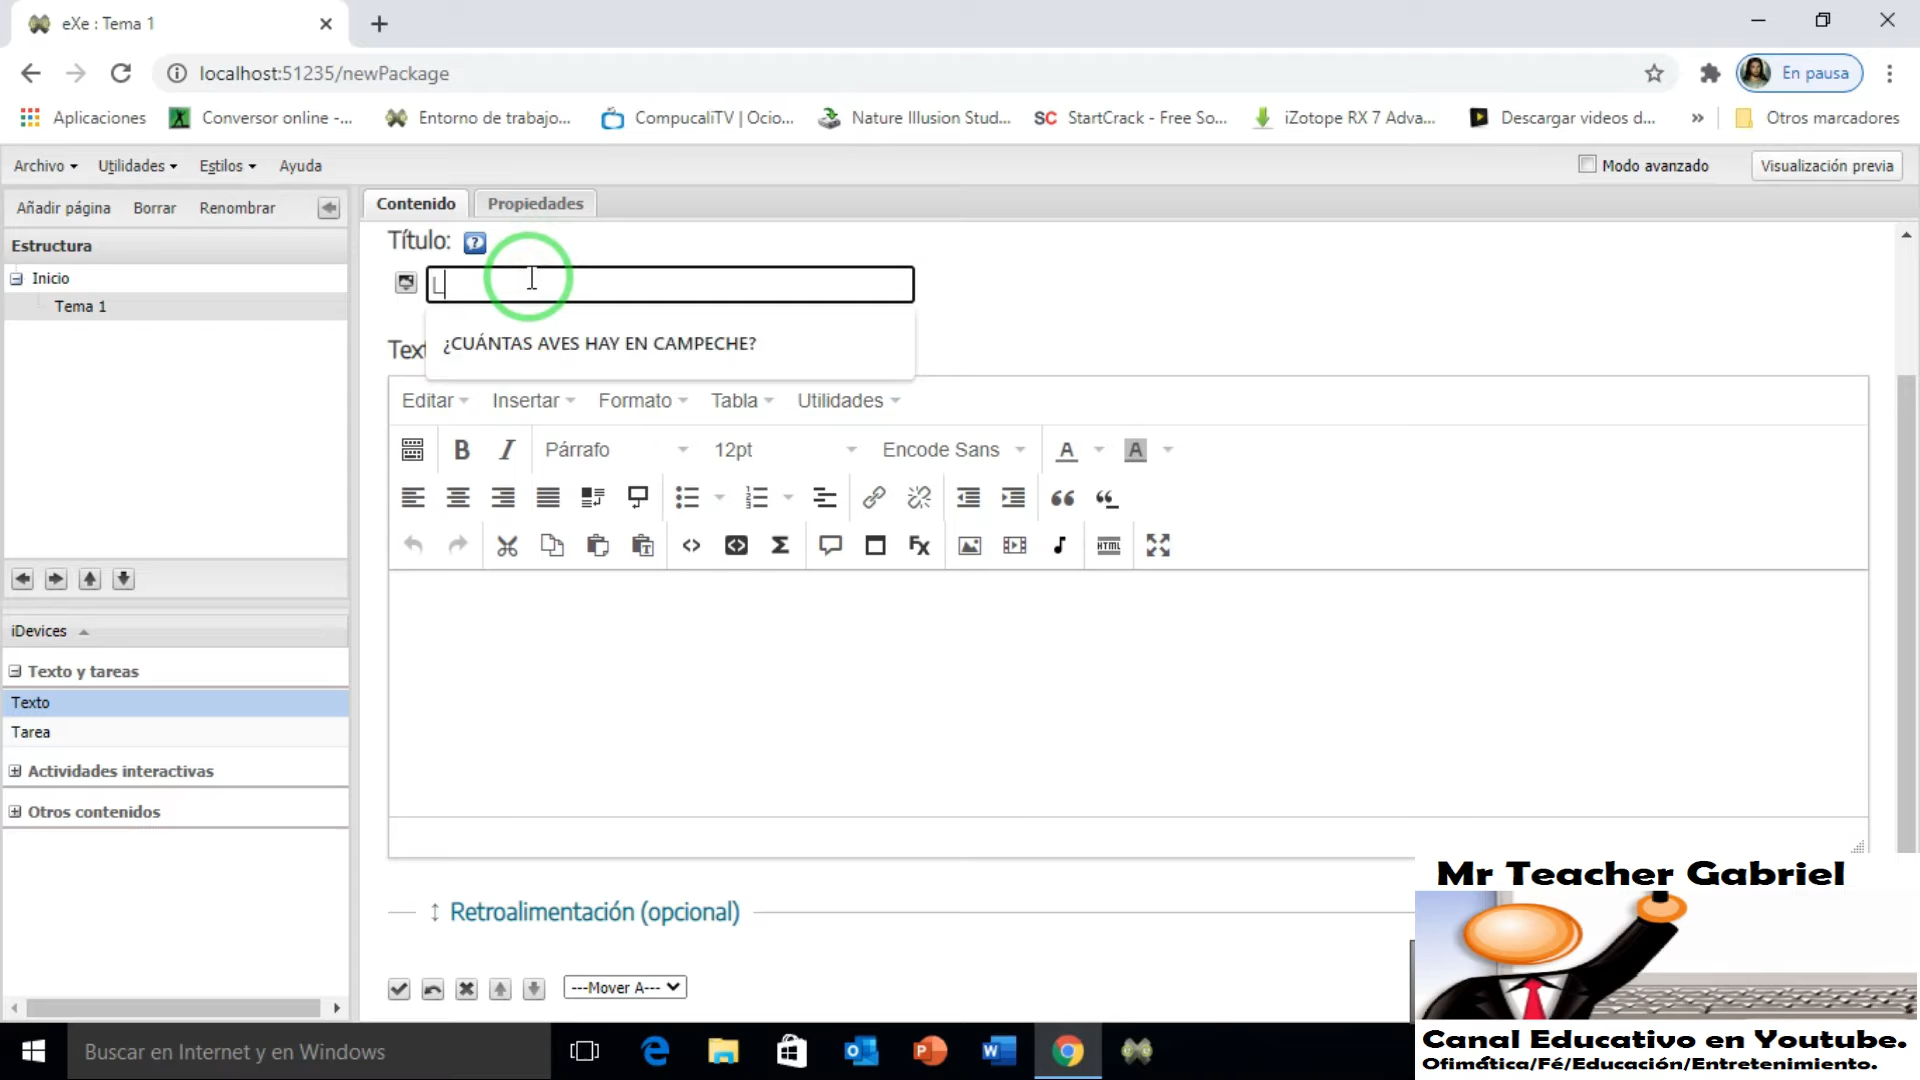 eXe : Tema 1
localhost:51235/newPackage
En pausa
Aplicaciones
Conversor online -...
Entorno de trabajo...
CompucaliTV | Ocio...
Nature Illusion Stud...
SC StartCrack - Free So...
iZotope RX 7 Adva...
Descargar videos d...
»
Otros marcadores
Archivo
Utilidades
Estilos
Ayuda
Modo avanzado
Visualización previa
Añadir página
Borrar
Renombrar
Contenido
Propiedades
Estructura
Inicio
Tema 1
Título:
L
¿CUÁNTAS AVES HAY EN CAMPECHE?
Text
Editar
Insertar
Formato
Tabla
Utilidades
B
I
Párrafo
12pt
Encode Sans
A
A
Fx
HTML
iDevices
Texto y tareas
Texto
Tarea
Actividades interactivas
Otros contenidos
Retroalimentación (opcional)
---Mover A---
Mr Teacher Gabriel
Canal Educativo en Youtube.
Ofimática/Fé/Educación/Entretenimiento.
Buscar en Internet y en Windows